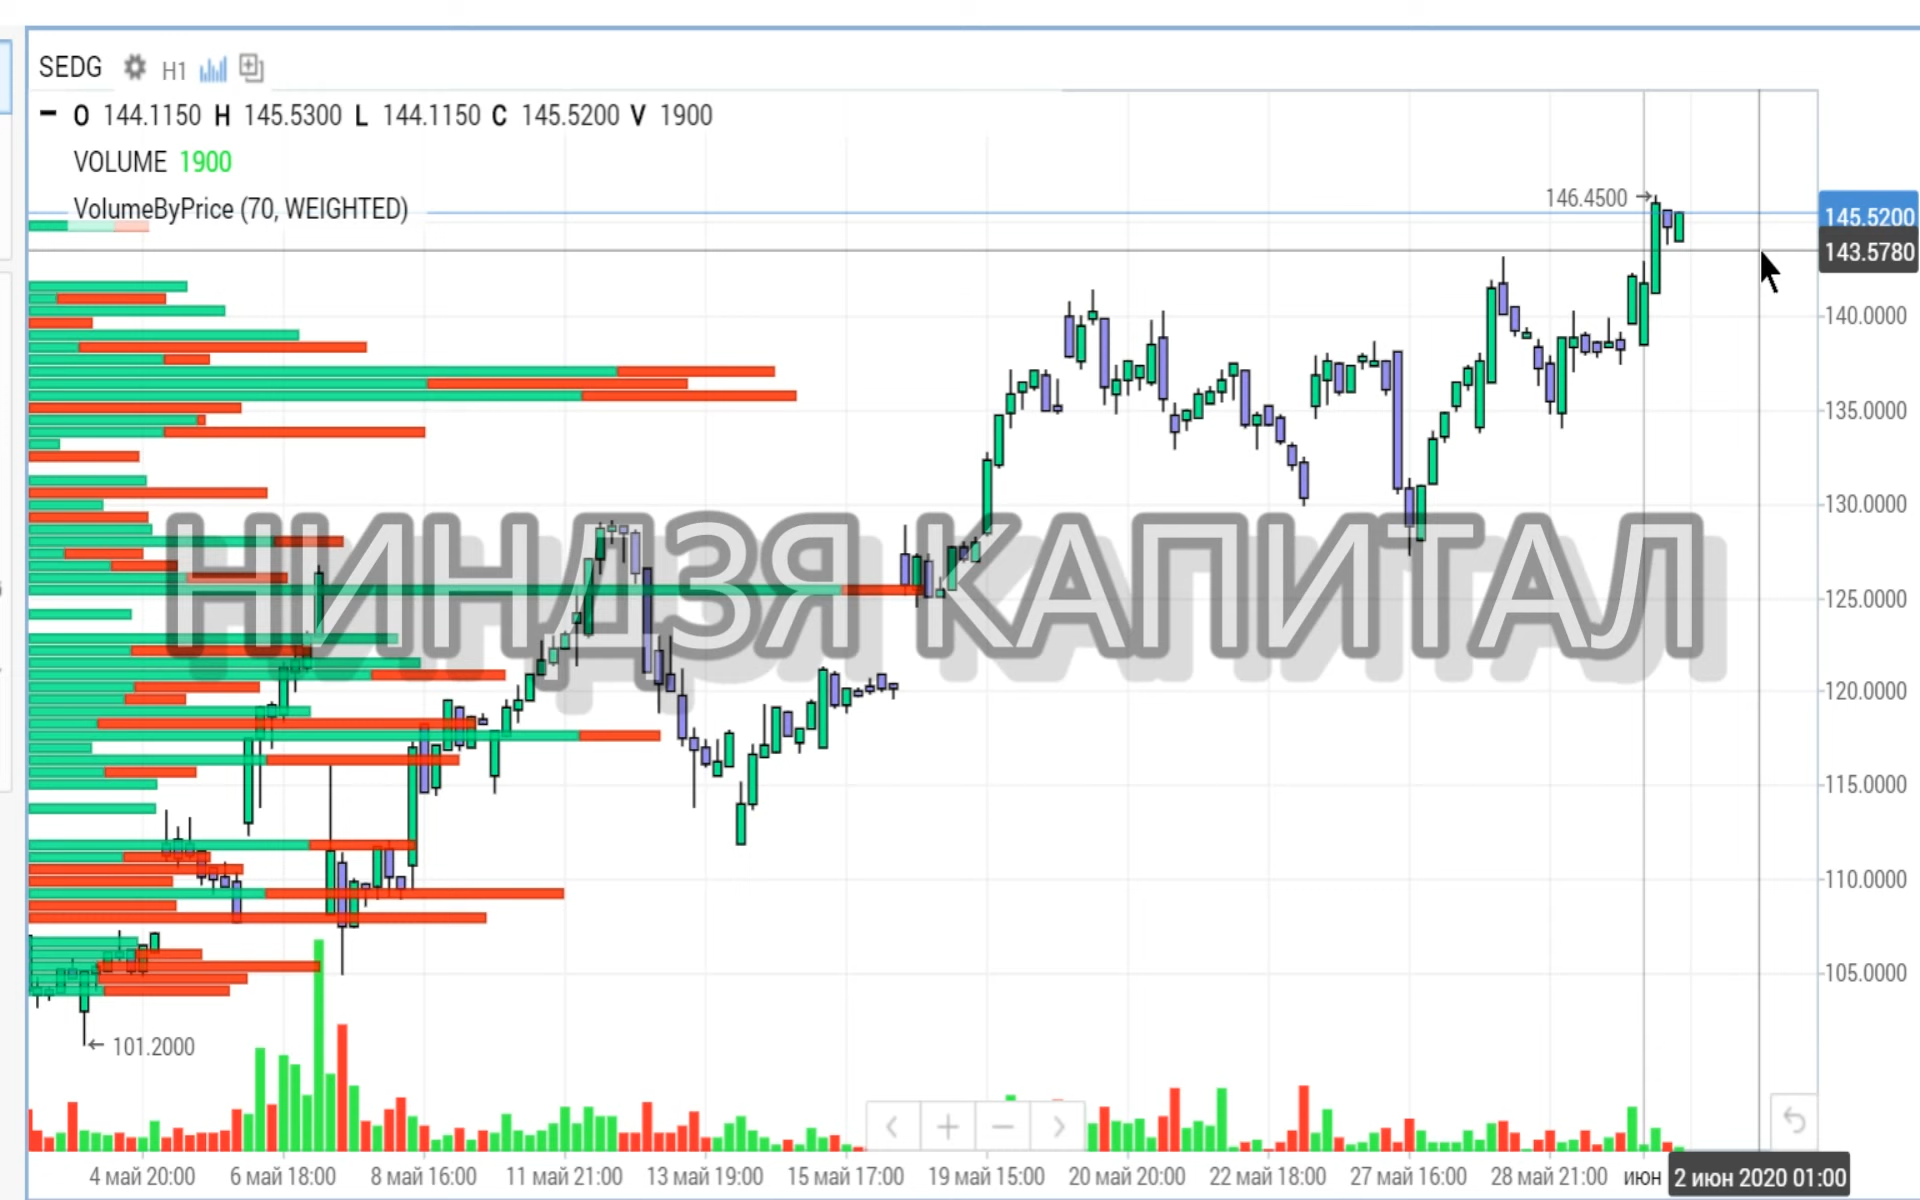 SEDG H1
O 144.1150 H 145.5300 L 144.1150 C 145.5200 V 1900
VOLUME 1900
VolumeByPrice (70, WEIGHTED)
146.4500
145.5200
143.5780
140.0000
135.0000
130.0000
НИНДЗЯ КАПИТАЛ
125.0000
120.0000
115.0000
110.0000
105.0000
101.2000
4 май 20:00 6 май 18:00 8 май 16:00 11 май 21:00 13 май 19:00 15 май 17:00 19 май 15:00 20 май 20:00 22 май 18:00 27 май 16:00 28 май 21:00 июн 2 июн 2020 01:00